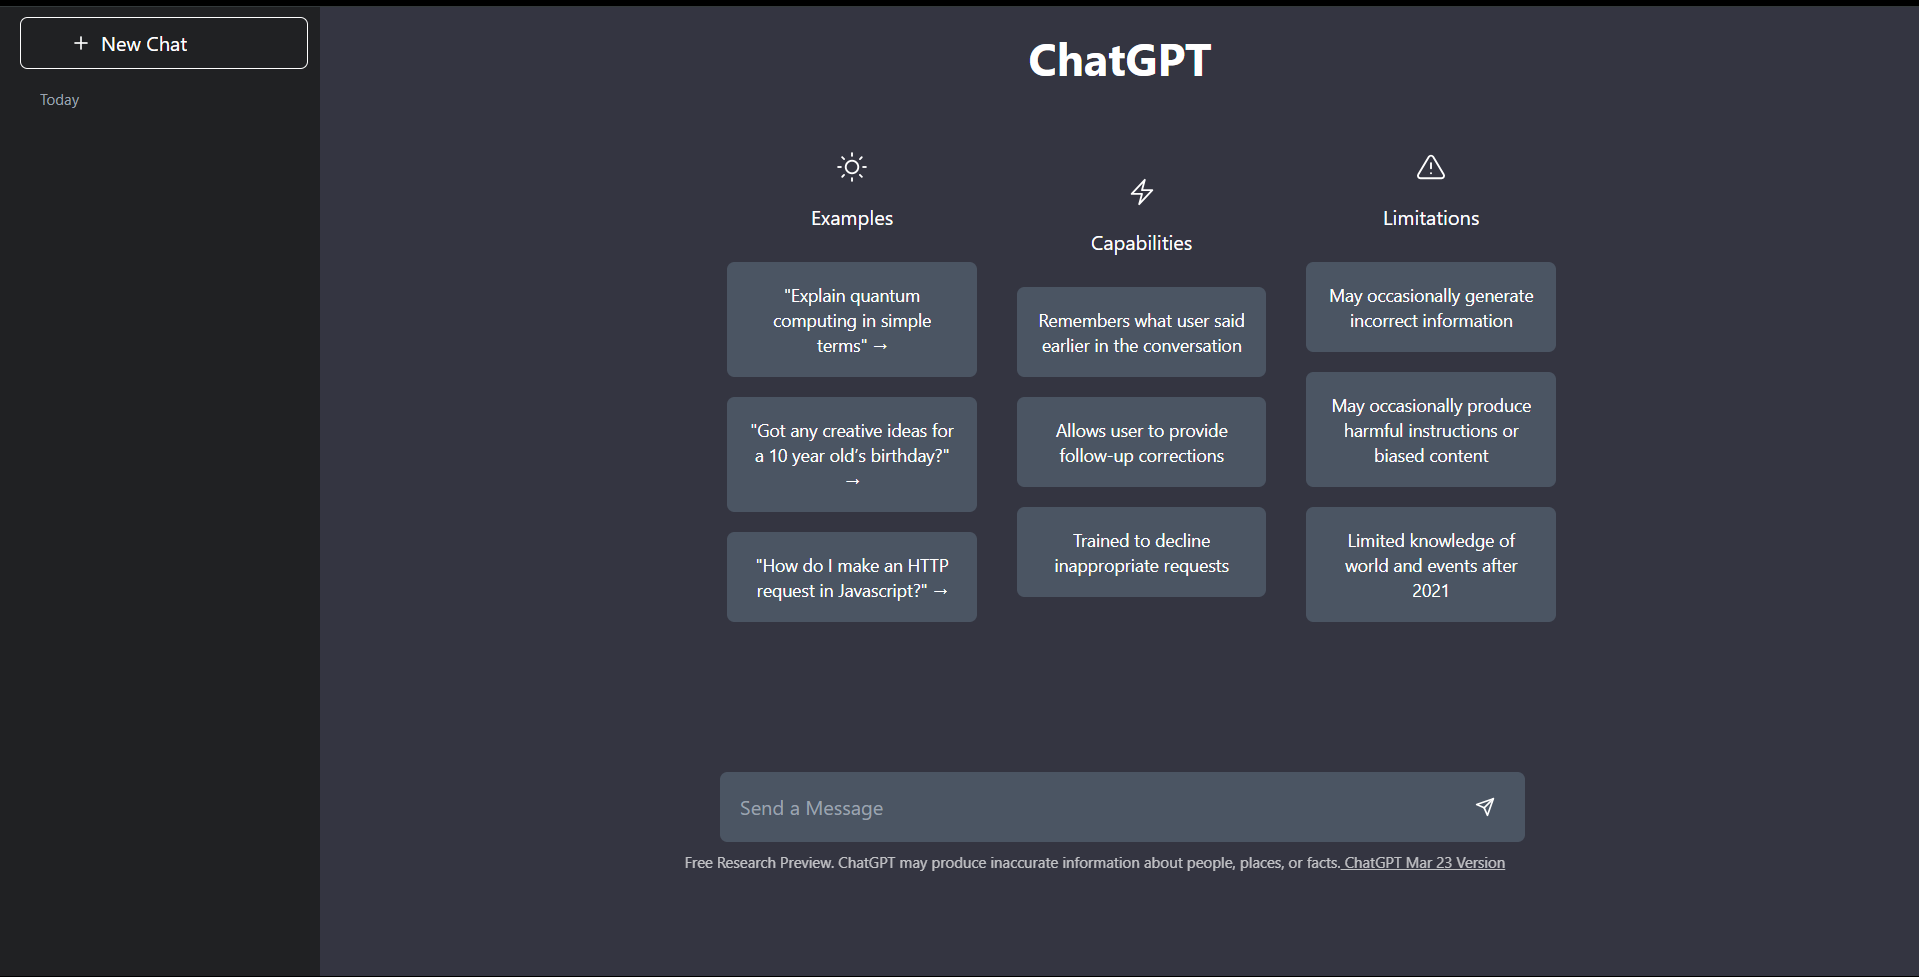 + New Chat
Today
ChatGPT
Examples
"Explain quantum
computing in simple
terms" →
"Got any creative ideas for
a 10 year old’s birthday?"
→
"How do I make an HTTP
request in Javascript?" →
Capabilities
Remembers what user said
earlier in the conversation
Allows user to provide
follow-up corrections
Trained to decline
inappropriate requests
Limitations
May occasionally generate
incorrect information
May occasionally produce
harmful instructions or
biased content
Limited knowledge of
world and events after
2021
Send a Message
Free Research Preview. ChatGPT may produce inaccurate information about people, places, or facts. ChatGPT Mar 23 Version